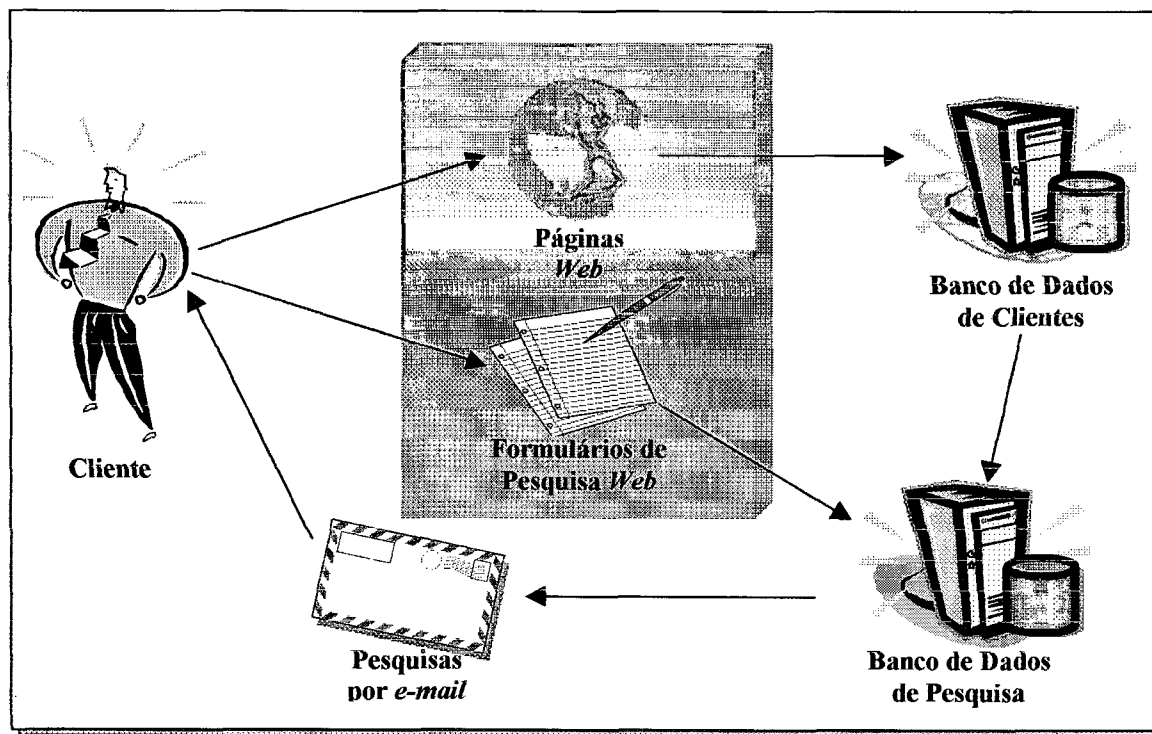 Páginas
Web
Banco de Dados
de Clientes
Cliente
Formulários de
Pesquisa Web
Pesquisas
por e-mail
Banco de Dados
de Pesquisa